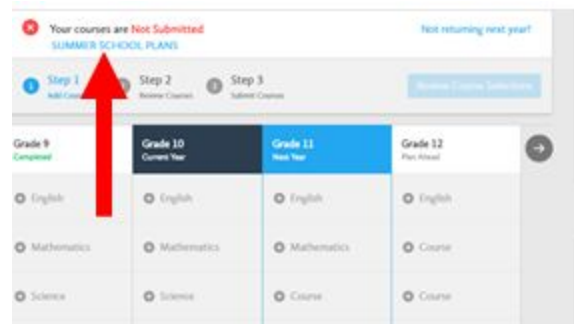 Your courses are Not Submitted
Not returning next year?
SUMMER SCHOOL PLANS
Step 1
Step 2
Step 3
Add
Review Courses
Submit Courses
Review Course Selections
Grade 9
Grade 10
Grade 11
Grade 12
Completed
Current Year
Next Year
Plan Ahead
English
English
English
English
Mathematics
Mathematics
Mathematics
Course
Science
Science
Course
Course